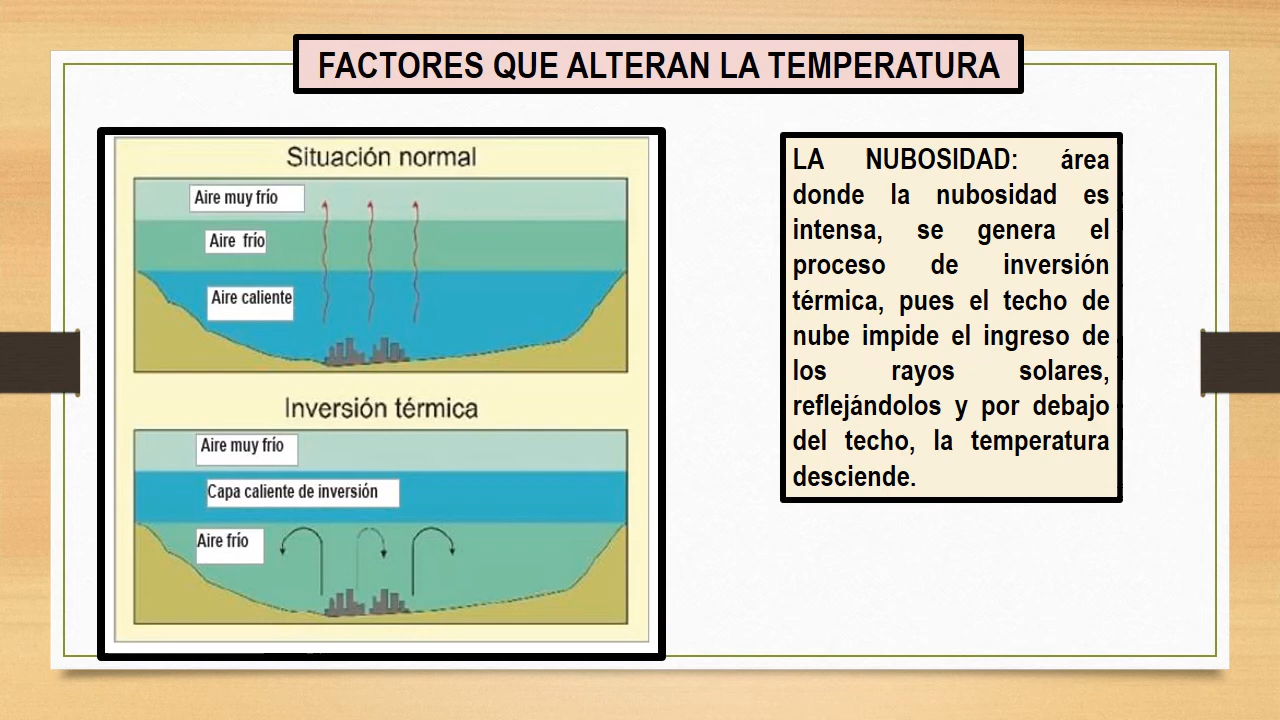 FACTORES QUE ALTERAN LA TEMPERATURA
Situación normal
Aire muy frío
Aire frío
Aire caliente
Inversión térmica
Aire muy frío
Capa caliente de inversión
Aire frío
LA NUBOSIDAD: área
donde la nubosidad es
intensa, se genera el
proceso de inversión
térmica, pues el techo de
nube impide el ingreso de
los rayos solares,
reflejándolos y por debajo
del techo, la temperatura
desciende.